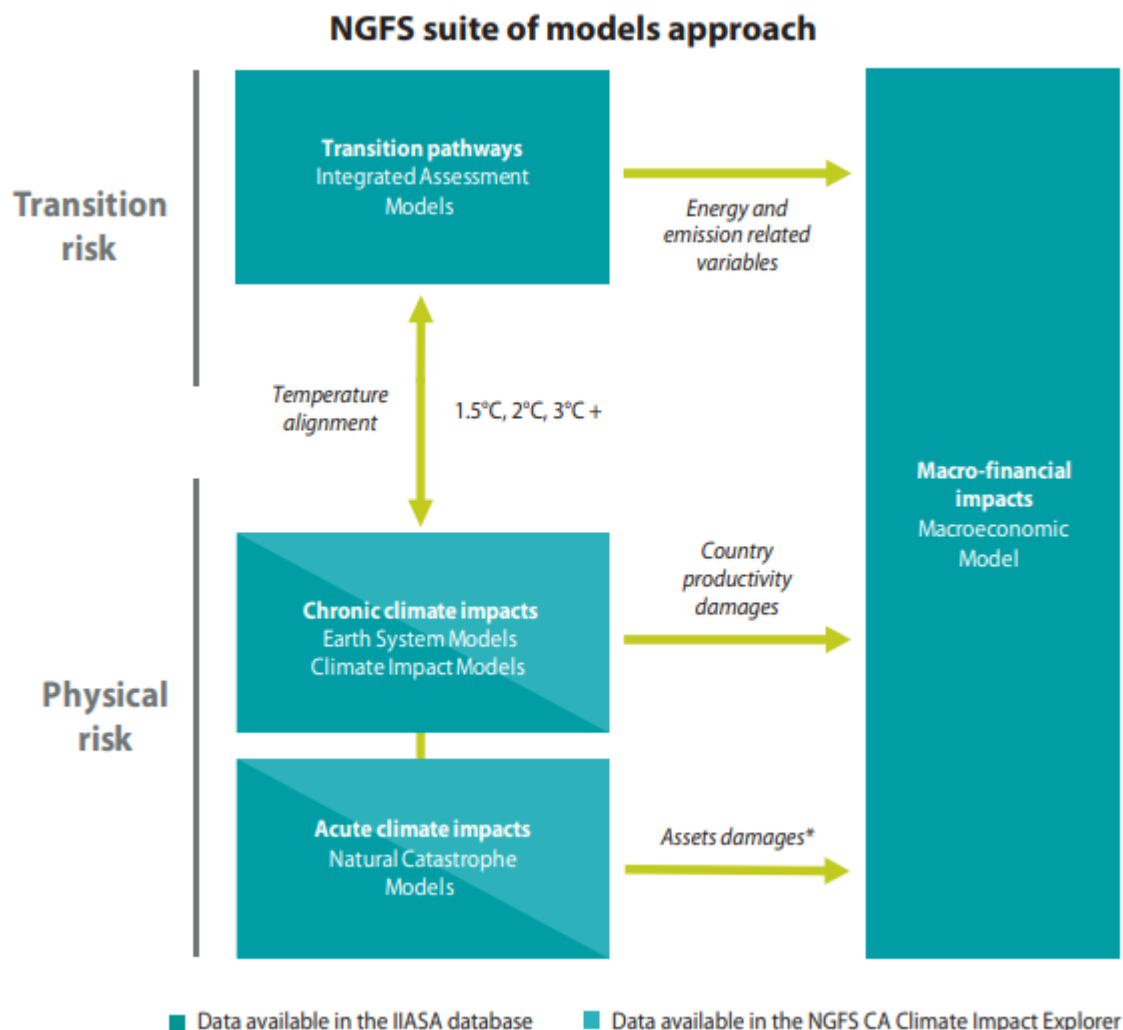 NGFS suite of models approach
Transition
risk
Transition pathways
Integrated Assessment
Models
Energy and
emission related
variables
Temperature
alignment
1.5°C, 2°C, 3°C +
Macro-financial
impacts
Macroeconomic
Model
Physical
risk
Chronic climate impacts
Earth System Models
Climate Impact Models
Country
productivity
damages
Acute climate impacts
Natural Catastrophe
Models
Assets damages*
Data available in the IIASA database
Data available in the NGFS CA Climate Impact Explorer